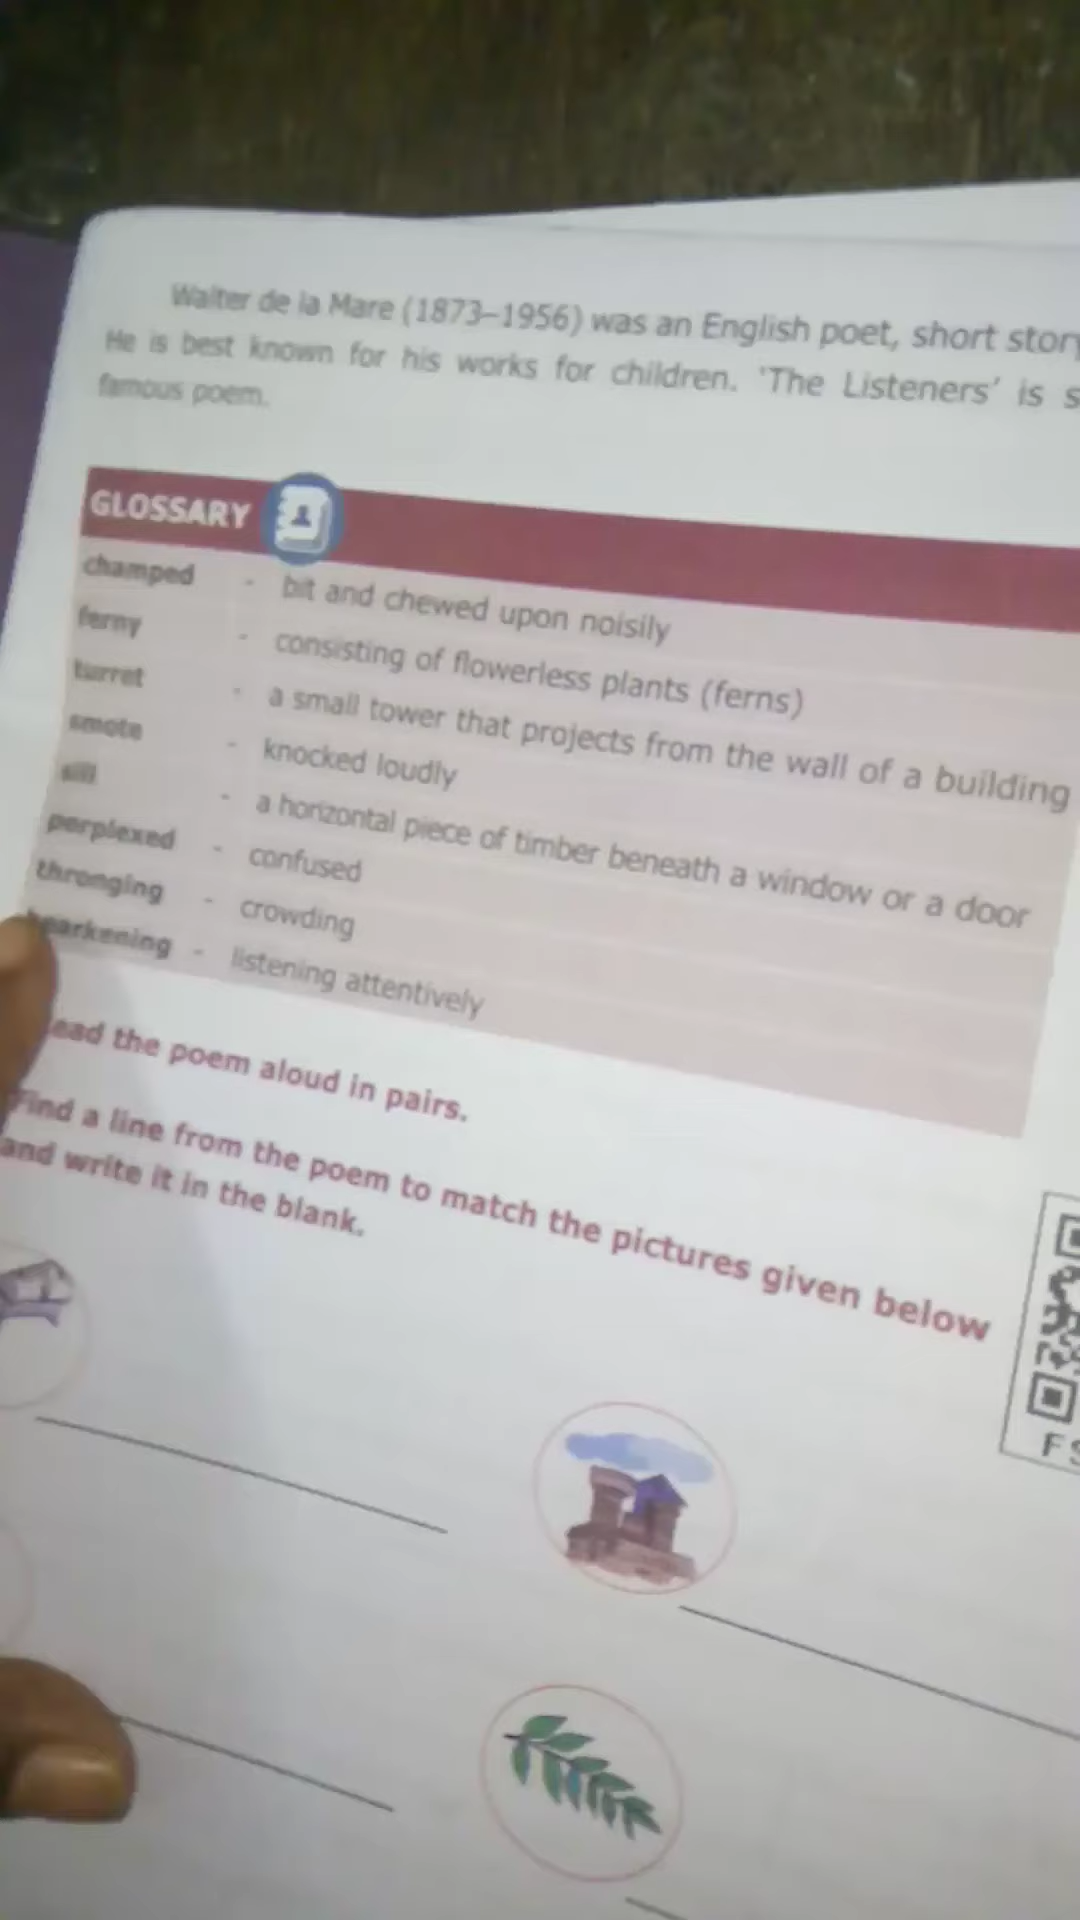 Walter de la Mare (1873–1956) was an English poet, short story
He is best known for his works for children. 'The Listeners' is
famous poem.
GLOSSARY
champed - bit and chewed upon noisily
ferny - consisting of flowerless plants (ferns)
turret - a small tower that projects from the wall of a building
smote - knocked loudly
sill - a horizontal piece of timber beneath a window or a door
perplexed - confused
thronging - crowding
hearkening - listening attentively
ead the poem aloud in pairs.
Find a line from the poem to match the pictures given below
and write it in the blank.